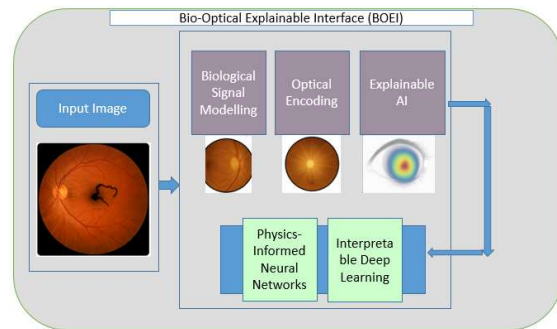 Bio-Optical Explainable Interface (BOEI)
Input Image
Biological
Signal
Modelling
Optical
Encoding
Explainable
AI
Physics-
Informed
Neural
Networks
Interpreta
ble Deep
Learning